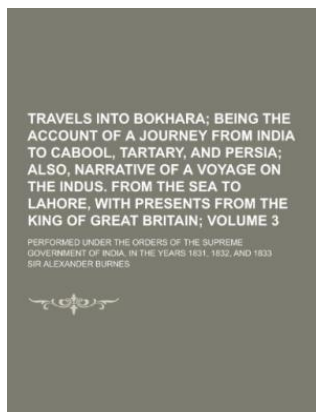 TRAVELS INTO BOKHARA; BEING THE
ACCOUNT OF A JOURNEY FROM INDIA
TO CABOOL, TARTARY, AND PERSIA;
ALSO, NARRATIVE OF A VOYAGE ON
THE INDUS. FROM THE SEA TO
LAHORE, WITH PRESENTS FROM THE
KING OF GREAT BRITAIN; VOLUME 3
PERFORMED UNDER THE ORDERS OF THE SUPREME
GOVERNMENT OF INDIA, IN THE YEARS 1831, 1832, AND 1833
SIR ALEXANDER BURNES